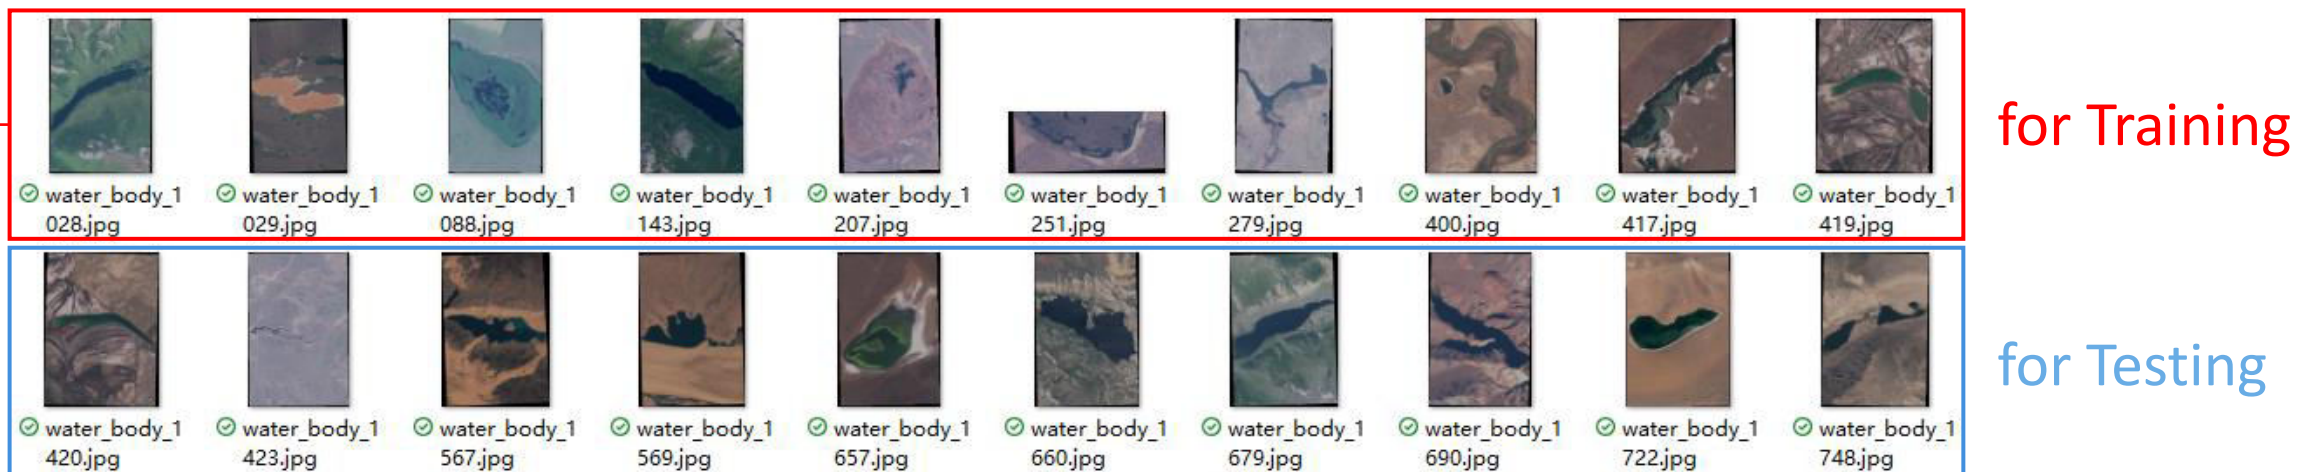 water_body_1
028.jpg
water_body_1
029.jpg
water_body_1
088.jpg
water_body_1
143.jpg
water_body_1
207.jpg
water_body_1
251.jpg
water_body_1
279.jpg
water_body_1
400.jpg
water_body_1
417.jpg
water_body_1
419.jpg
for Training
water_body_1
420.jpg
water_body_1
423.jpg
water_body_1
567.jpg
water_body_1
569.jpg
water_body_1
657.jpg
water_body_1
660.jpg
water_body_1
679.jpg
water_body_1
690.jpg
water_body_1
722.jpg
water_body_1
748.jpg
for Testing